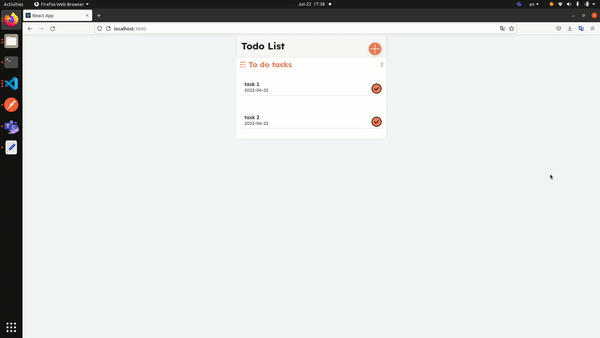 Activities
Firefox Web Browser
Jun 22 17:38
en
React App
localhost:3000
Todo List
To do tasks
2
task 1
2022-06-22
task 2
2022-06-22